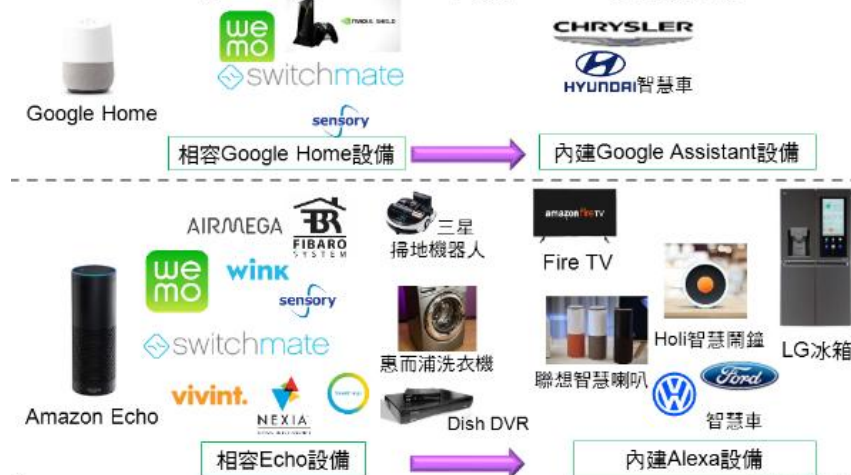 we
mo
NVIDIA SHIELD
CHRYSLER
switchmate
HYUNDAI智慧車
Google Home
sensory
相容Google Home設備
內建Google Assistant設備
AIRMEGA
FIBARO
SYSTEM
三星
掃地機器人
amazon fire TV
Fire TV
we
mo
wink
sensory
switchmate
惠而浦洗衣機
Holi智慧鬧鐘
LG冰箱
聯想智慧喇叭
vivint.
NEXIA
Dish DVR
Ford
智慧車
Amazon Echo
相容Echo設備
內建Alexa設備